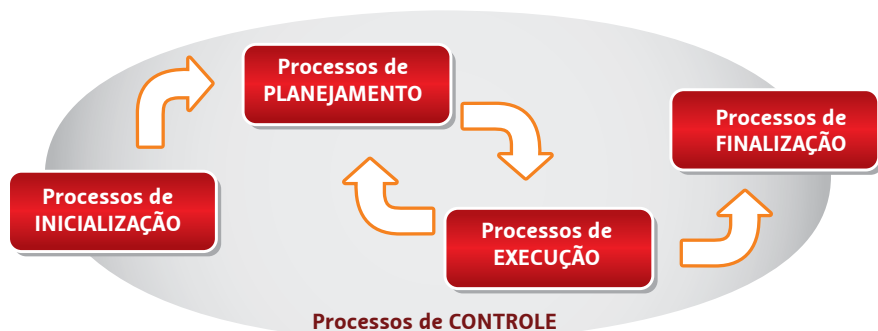 Processos de
PLANEJAMENTO
Processos de
FINALIZAÇÃO
Processos de
INICIALIZAÇÃO
Processos de
EXECUÇÃO
Processos de CONTROLE